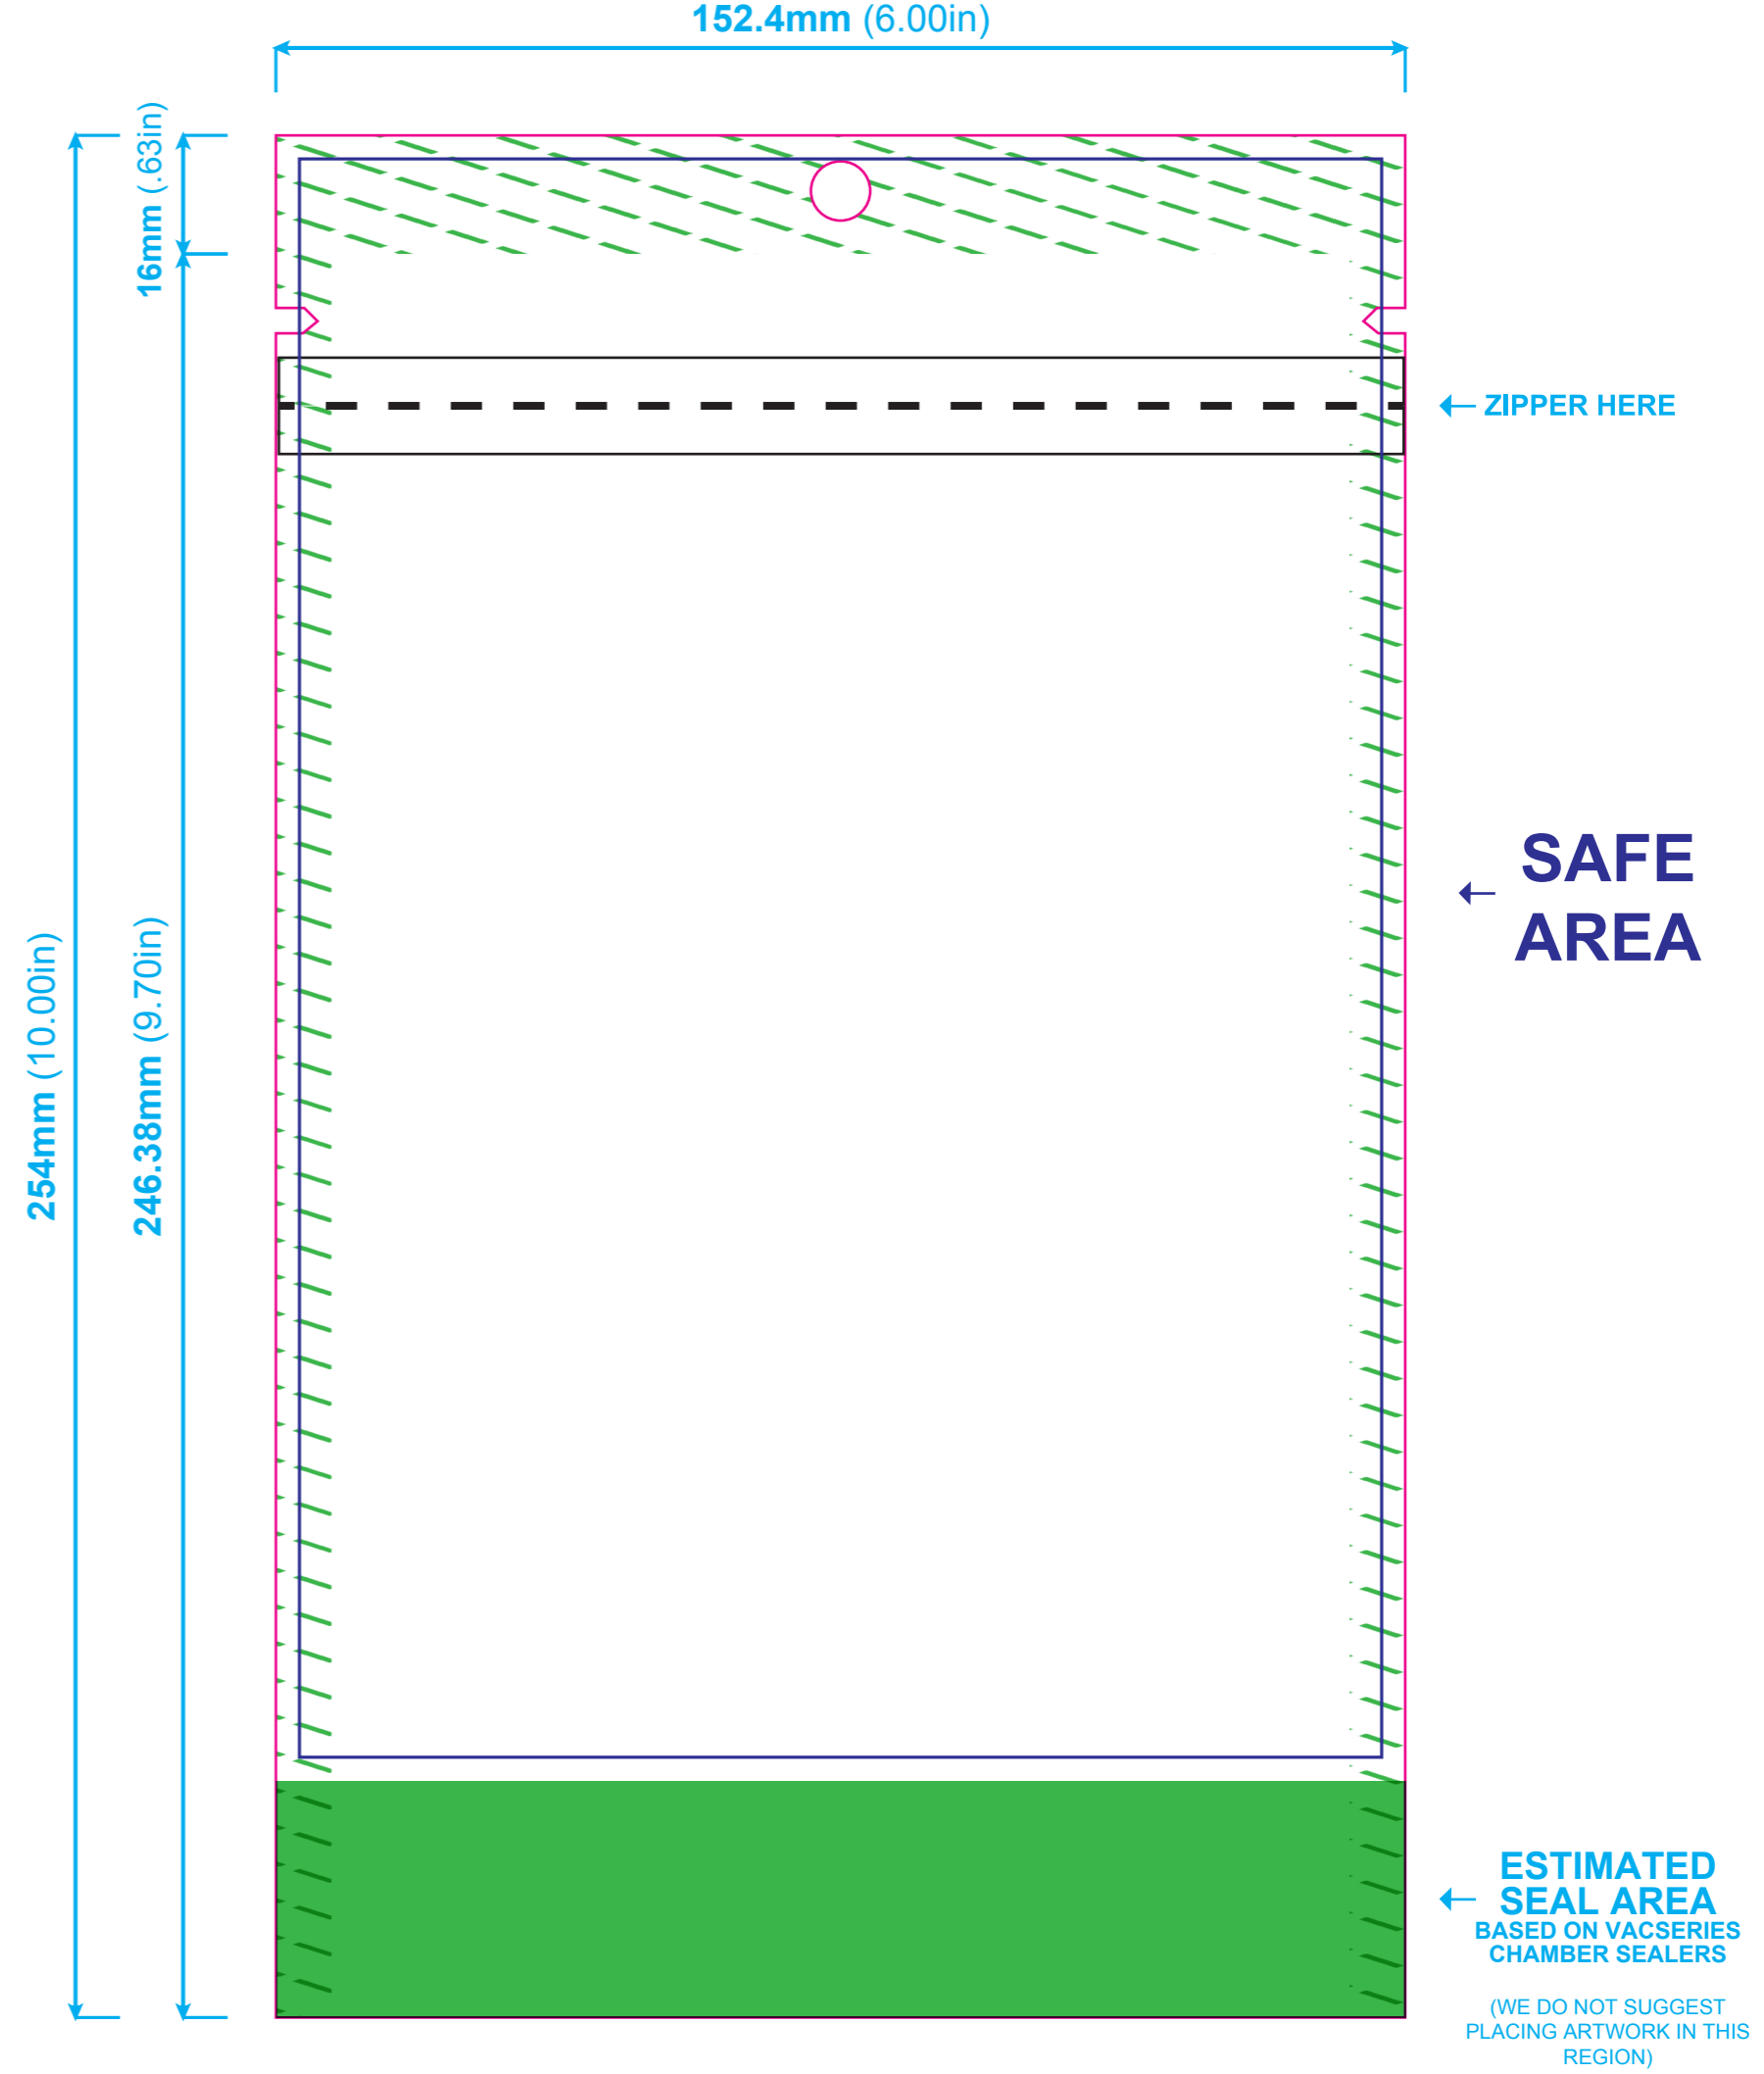 152.4mm (6.00in)
16mm (.63in)
254mm (10.00in)
246.38mm (9.70in)
ZIPPER HERE
SAFE
AREA
ESTIMATED
SEAL AREA
BASED ON VACSERIES
CHAMBER SEALERS
(WE DO NOT SUGGEST
PLACING ARTWORK IN THIS
REGION)